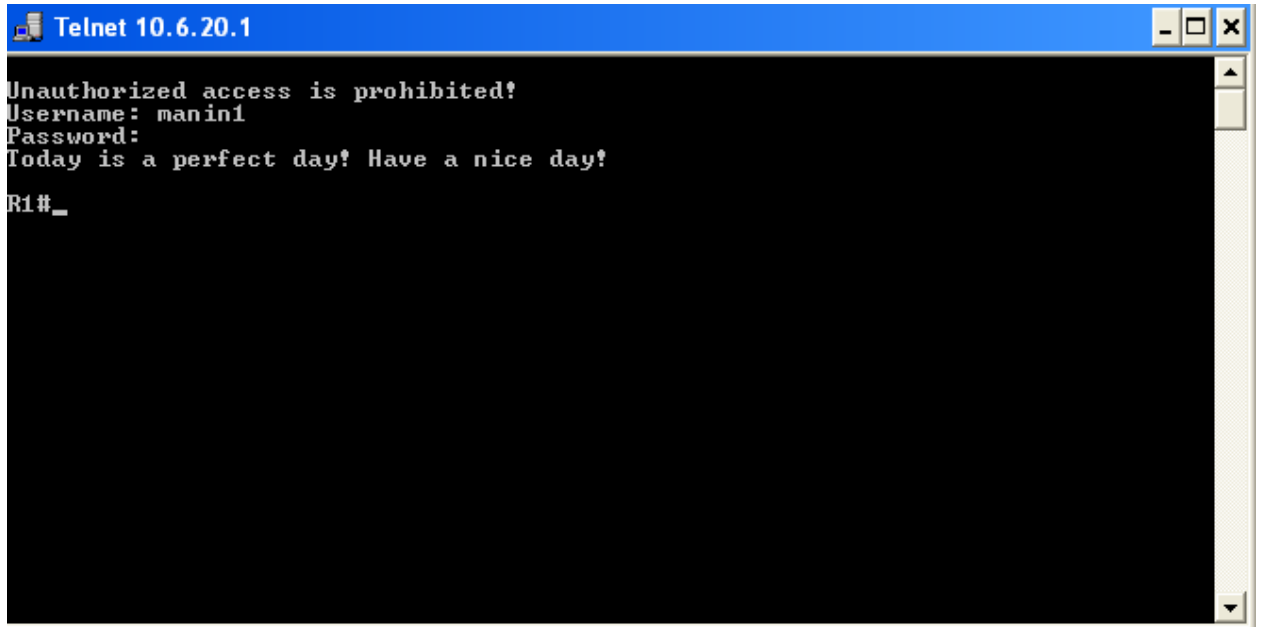 Telnet 10.6.20.1
Unauthorized access is prohibited!
Username: manin1
Password:
Today is a perfect day! Have a nice day!
R1#_